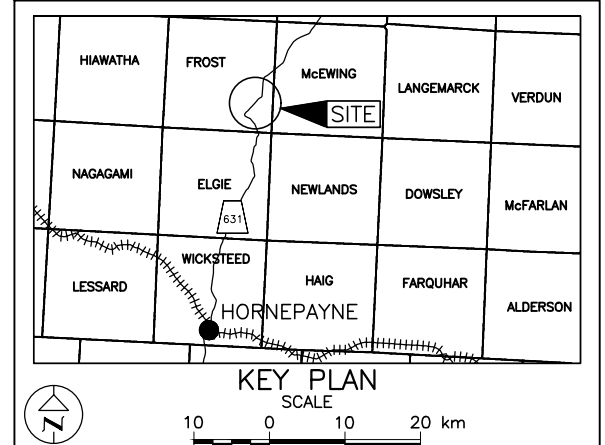 HIAWATHA
FROST
McEWING
LANGEMARCK
VERDUN
SITE
NAGAGAMI
ELGIE
NEWLANDS
DOWSLEY
McFARLAN
631
WICKSTEED
LESSARD
HAIG
FARQUHAR
ALDERSON
HORNEPAYNE
KEY PLAN
SCALE
N
10 0 10 20 km